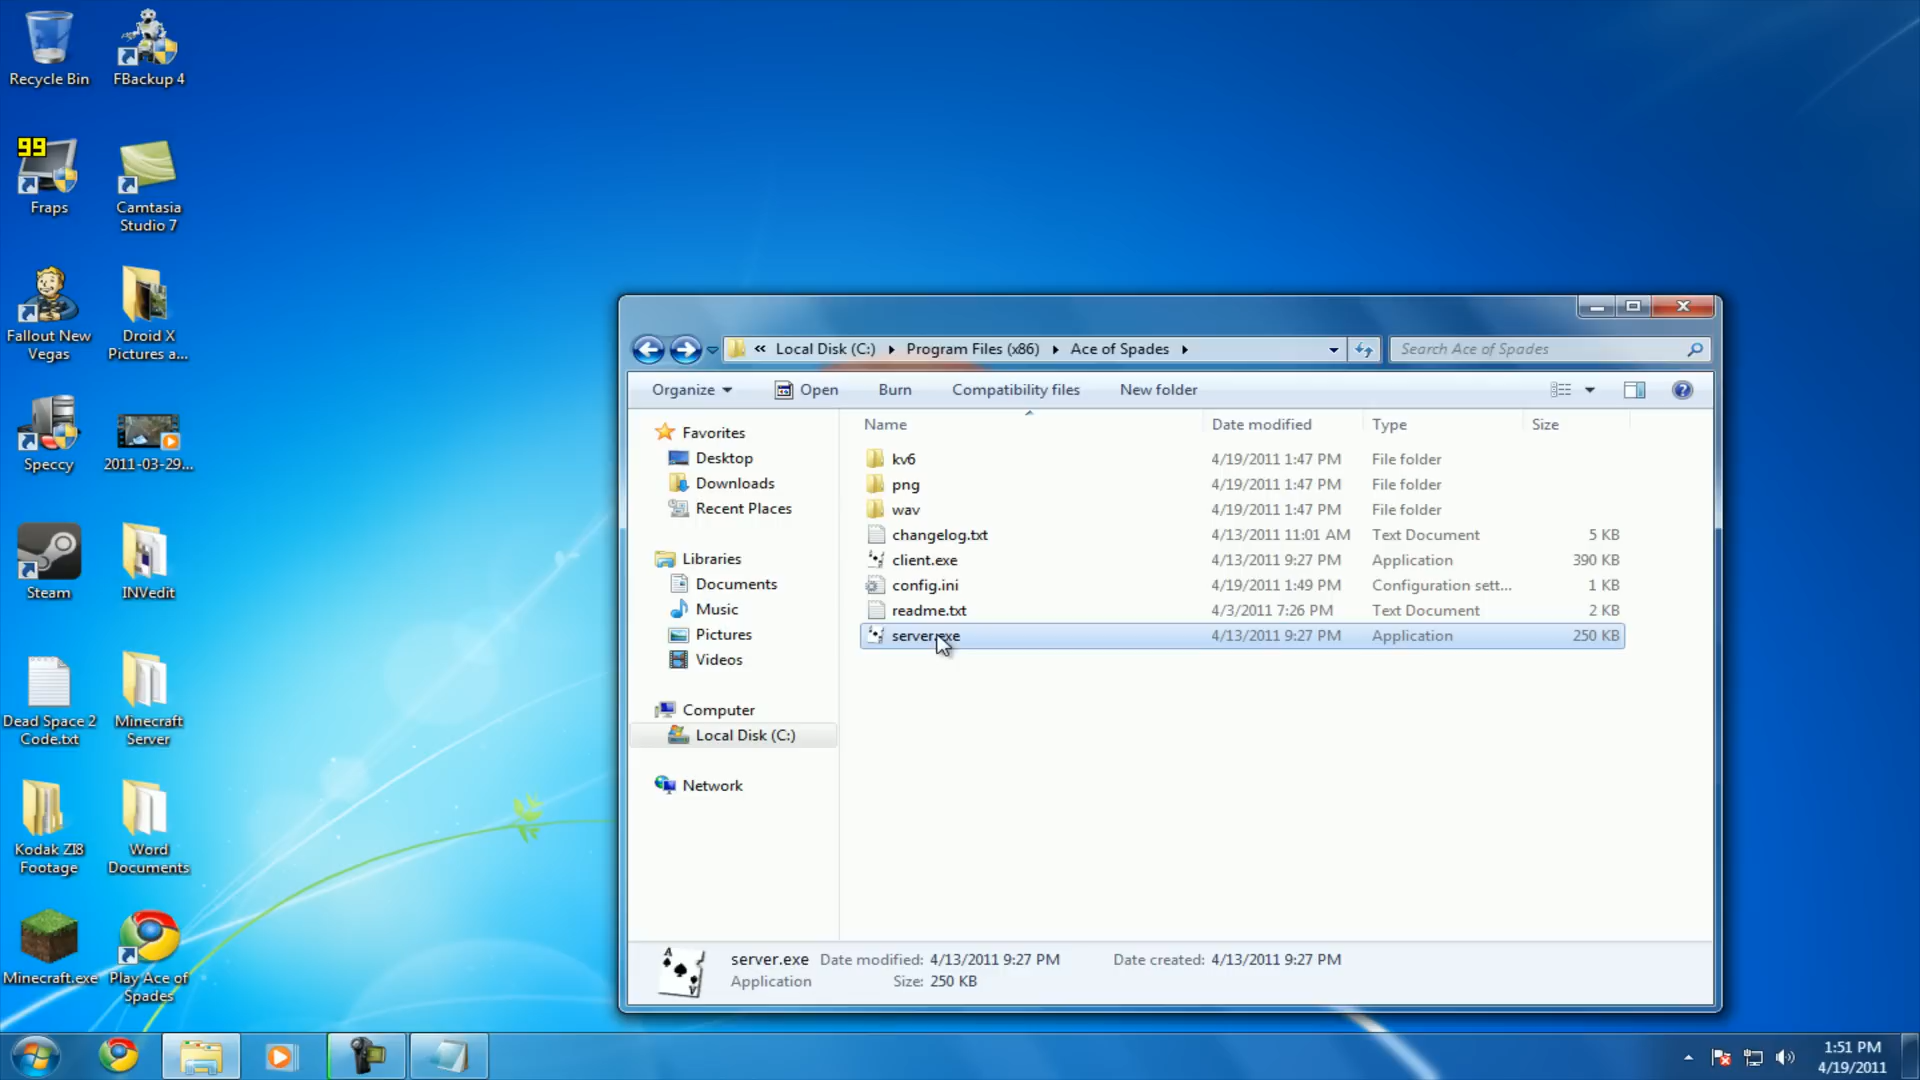 Recycle Bin
FBackup 4
99
Fraps
Camtasia
Studio 7
Fallout New
Vegas
Droid X
Pictures a...
Speccy
2011-03-29...
Steam
INVedit
Dead Space 2
Code.txt
Minecraft
Server
Kodak ZI8
Footage
Word
Documents
Minecraft.exe
Play Ace of
Spades
« Local Disk (C:) Program Files (x86) Ace of Spades
Search Ace of Spades
Organize Open Burn Compatibility files New folder
Favorites
Desktop
Downloads
Recent Places
Libraries
Documents
Music
Pictures
Videos
Computer
Local Disk (C:)
Network
Name Date modified Type Size
kv6 4/19/2011 1:47 PM File folder
png 4/19/2011 1:47 PM File folder
wav 4/19/2011 1:47 PM File folder
changelog.txt 4/13/2011 11:01 AM Text Document 5 KB
client.exe 4/13/2011 9:27 PM Application 390 KB
config.ini 4/19/2011 1:49 PM Configuration sett... 1 KB
readme.txt 4/3/2011 7:26 PM Text Document 2 KB
server.exe 4/13/2011 9:27 PM Application 250 KB
A
A
server.exe Date modified: 4/13/2011 9:27 PM Date created: 4/13/2011 9:27 PM
Application Size: 250 KB
1:51 PM
4/19/2011